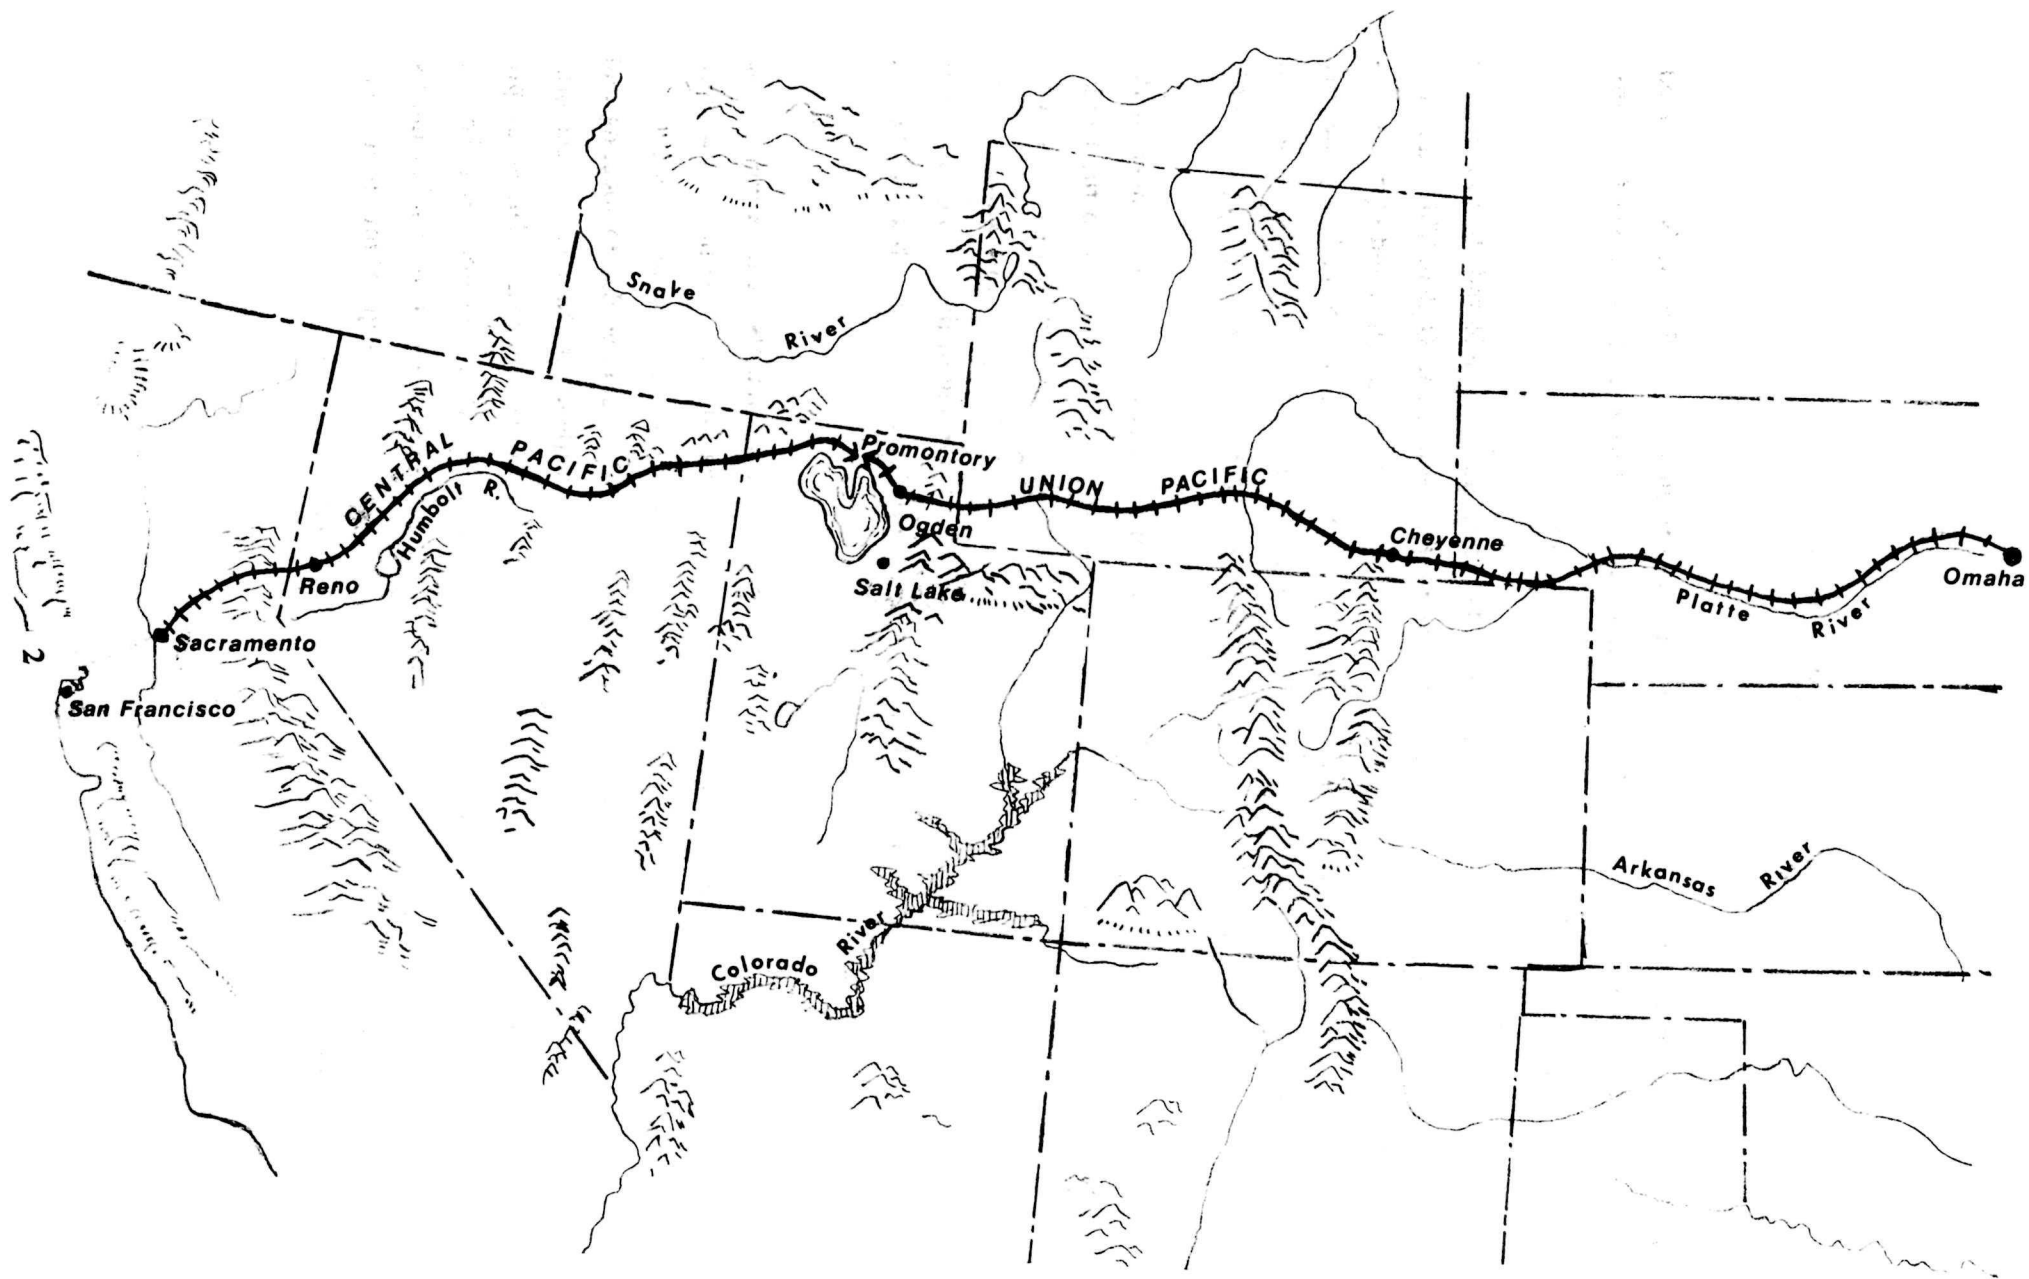 Snake
River
CENTRAL
PACIFIC
Humbolt R.
Promontory
UNION
PACIFIC
Ogden
Cheyenne
Omaha
Reno
Salt Lake
Platte
River
Sacramento
2
San Francisco
Arkansas
River
Colorado
River